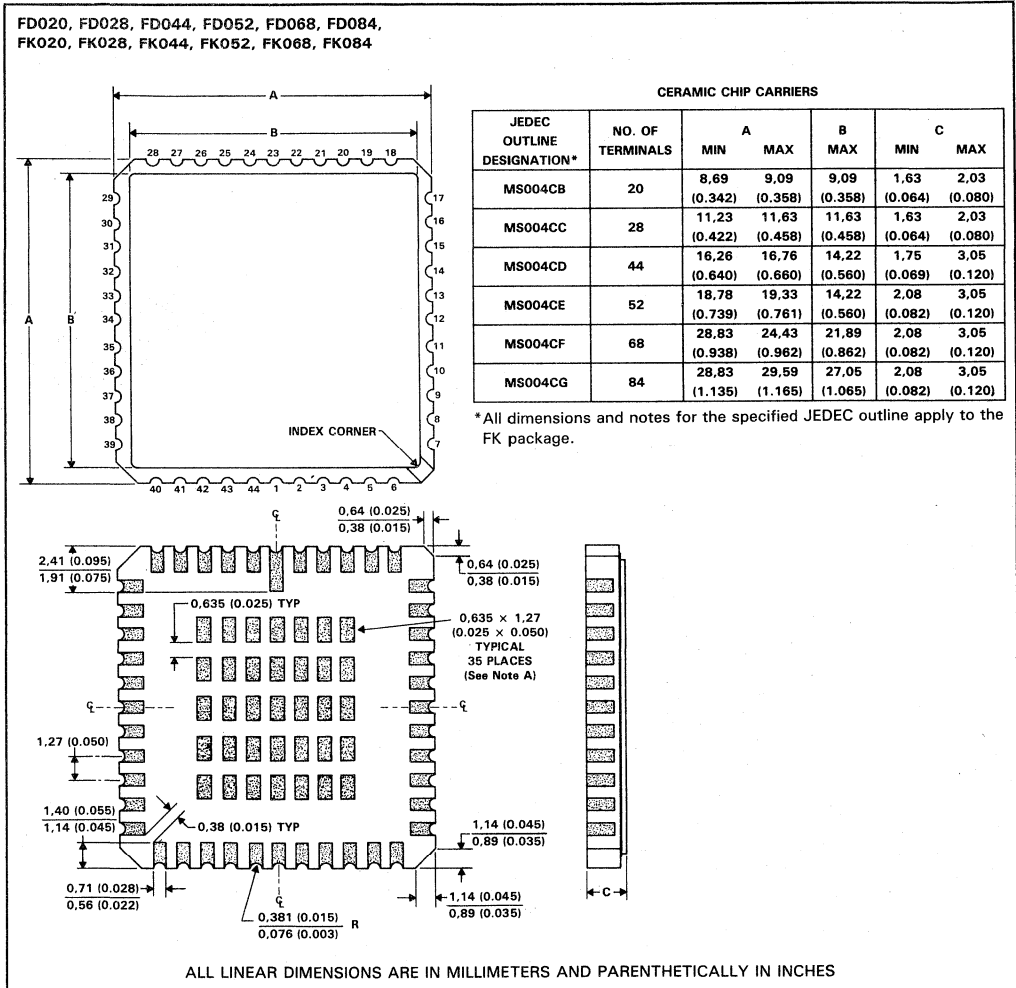 FD020, FD028, FD044, FD052, FD068, FD084,
FK020, FK028, FK044, FK052, FK068, FK084
A
B
28 27 26 25 24 23 22 21 20 19 18
29
30
31
32
33
34
35
36
37
38
39
A
B
17
16
15
14
13
12
11
10
9
8
7
INDEX CORNER
40 41 42 43 44 1 2 3 4 5 6
CERAMIC CHIP CARRIERS
JEDEC OUTLINE DESIGNATION* NO. OF TERMINALS A B C
MIN MAX MAX MIN MAX
MS004CB 20 8,69 9,09 9,09 1,63 2,03
(0.342) (0.358) (0.358) (0.064) (0.080)
MS004CC 28 11,23 11,63 11,63 1,63 2,03
(0.422) (0.458) (0.458) (0.064) (0.080)
MS004CD 44 16,26 16,76 14,22 1,75 3,05
(0.640) (0.660) (0.560) (0.069) (0.120)
MS004CE 52 18,78 19,33 14,22 2,08 3,05
(0.739) (0.761) (0.560) (0.082) (0.120)
MS004CF 68 28,83 24,43 21,89 2,08 3,05
(0.938) (0.962) (0.862) (0.082) (0.120)
MS004CG 84 28,83 29,59 27,05 2,08 3,05
(1.135) (1.165) (1.065) (0.082) (0.120)
*All dimensions and notes for the specified JEDEC outline apply to the
FK package.
℄
0,64 (0.025)
0,38 (0.015)
2,41 (0.095)
1,91 (0.075)
0,64 (0.025)
0,38 (0.015)
0,635 (0.025) TYP
0,635 × 1,27
(0.025 × 0.050)
TYPICAL
35 PLACES
(See Note A)
℄
℄
1,27 (0.050)
1,40 (0.055)
1,14 (0.045)
0,38 (0.015) TYP
1,14 (0.045)
0,89 (0.035)
0,71 (0.028)
0,56 (0.022)
℄
0,381 (0.015)
0,076 (0.003) R
1,14 (0.045)
0,89 (0.035)
C
ALL LINEAR DIMENSIONS ARE IN MILLIMETERS AND PARENTHETICALLY IN INCHES